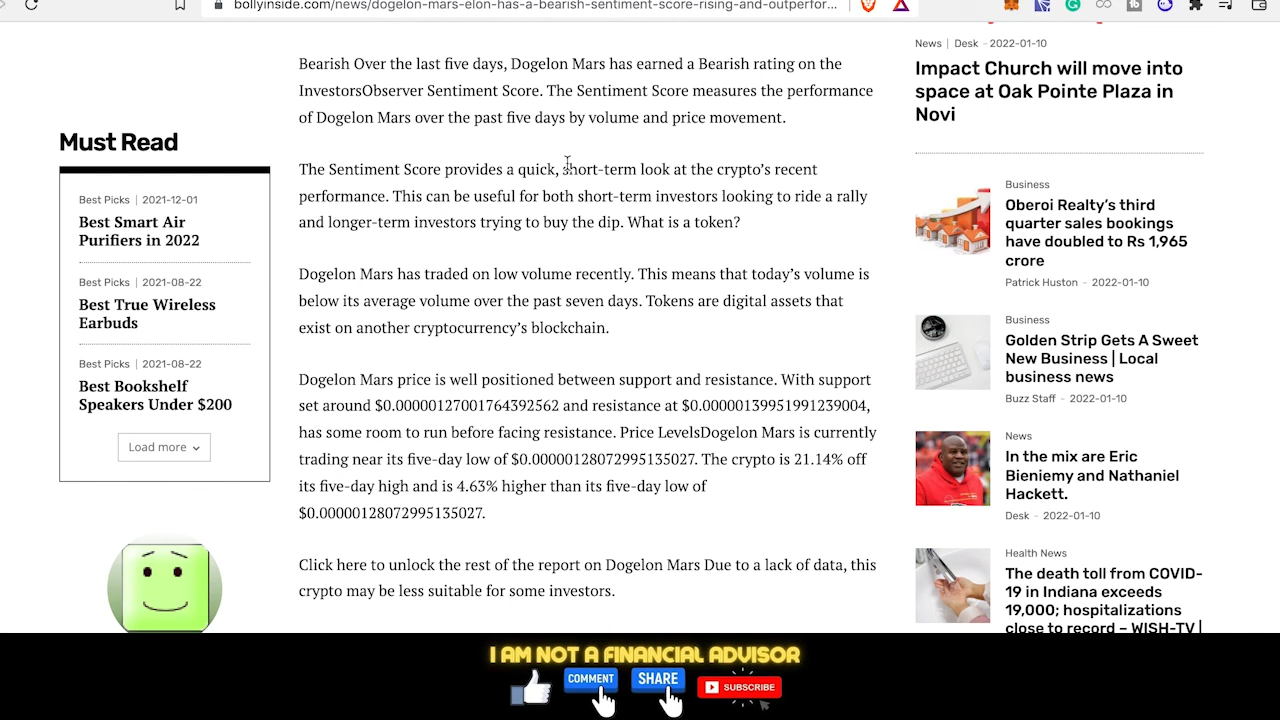 bollyinside.com/news/dogelon-mars-elon-has-a-bearish-sentiment-score-rising-and-outperfor...
Must Read
Best Picks | 2021-12-01
Best Smart Air
Purifiers in 2022
Best Picks | 2021-08-22
Best True Wireless
Earbuds
Best Picks | 2021-08-22
Best Bookshelf
Speakers Under $200
Load more
Bearish Over the last five days, Dogelon Mars has earned a Bearish rating on the
InvestorsObserver Sentiment Score. The Sentiment Score measures the performance
of Dogelon Mars over the past five days by volume and price movement.
The Sentiment Score provides a quick, short-term look at the crypto's recent
performance. This can be useful for both short-term investors looking to ride a rally
and longer-term investors trying to buy the dip. What is a token?
Dogelon Mars has traded on low volume recently. This means that today's volume is
below its average volume over the past seven days. Tokens are digital assets that
exist on another cryptocurrency's blockchain.
Dogelon Mars price is well positioned between support and resistance. With support
set around $0.00000127001764392562 and resistance at $0.00000139951991239004,
has some room to run before facing resistance. Price LevelsDogelon Mars is currently
trading near its five-day low of $0.00000128072995135027. The crypto is 21.14% off
its five-day high and is 4.63% higher than its five-day low of
$0.00000128072995135027.
Click here to unlock the rest of the report on Dogelon Mars Due to a lack of data, this
crypto may be less suitable for some investors.
News | Desk - 2022-01-10
Impact Church will move into
space at Oak Pointe Plaza in
Novi
Business
Oberoi Realty's third
quarter sales bookings
have doubled to Rs 1,965
crore
Patrick Huston - 2022-01-10
Business
Golden Strip Gets A Sweet
New Business | Local
business news
Buzz Staff - 2022-01-10
News
In the mix are Eric
Bieniemy and Nathaniel
Hackett.
Desk - 2022-01-10
Health News
The death toll from COVID-
19 in Indiana exceeds
19,000; hospitalizations
close to record – WISH-TV |
I AM NOT A FINANCIAL ADVISOR
COMMENT
SHARE
SUBSCRIBE